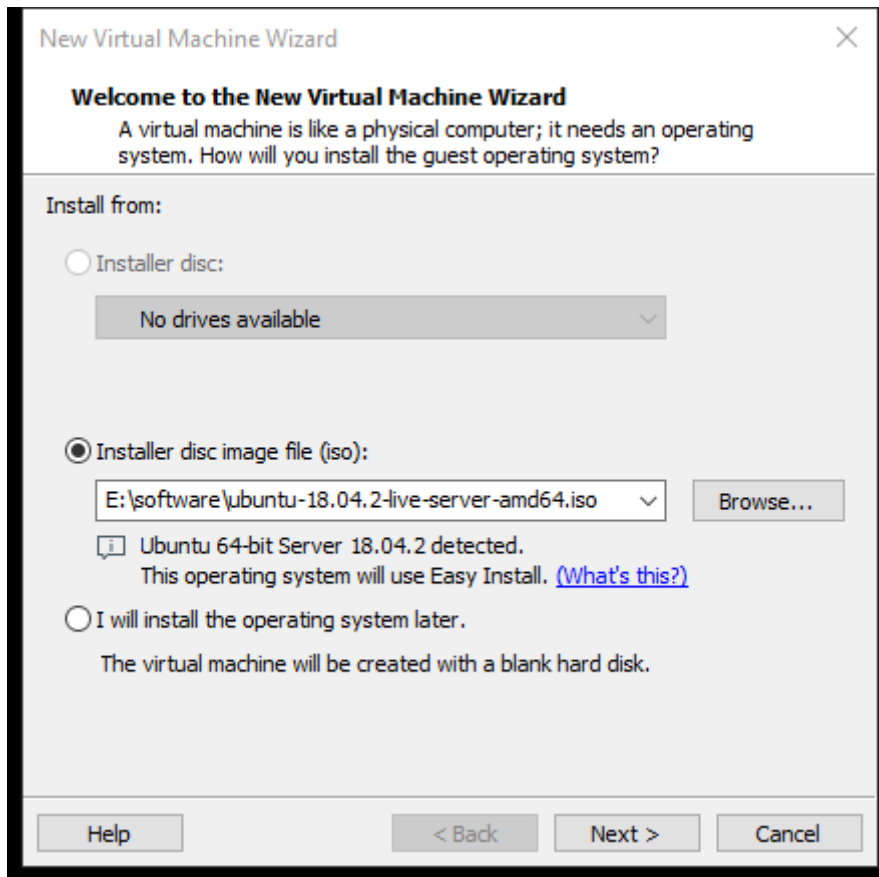 New Virtual Machine Wizard
Welcome to the New Virtual Machine Wizard
A virtual machine is like a physical computer; it needs an operating
system. How will you install the guest operating system?
Install from:
Installer disc:
No drives available
Installer disc image file (iso):
E:\software\ubuntu-18.04.2-live-server-amd64.iso
Browse...
Ubuntu 64-bit Server 18.04.2 detected.
This operating system will use Easy Install. (What's this?)
I will install the operating system later.
The virtual machine will be created with a blank hard disk.
Help
< Back
Next >
Cancel